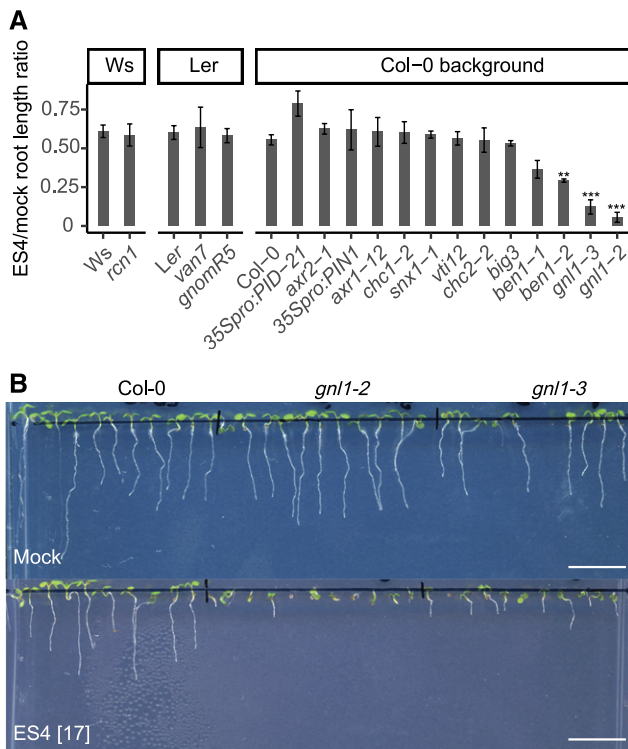 A
Ws
Ler
Col−0 background
ES4/mock root length ratio
0.75
0.50
0.25
0
**
***
***
Ws
rcn1
Ler
van7
gnomR5
Col−0
35Spro:PID−21
axr2−1
35Spro:PIN1
axr1−12
chc1−2
snx1−1
vti12
chc2−2
big3
ben1−1
ben1−2
gnl1−3
gnl1−2
B
Col-0
gnl1-2
gnl1-3
Mock
ES4 [17]